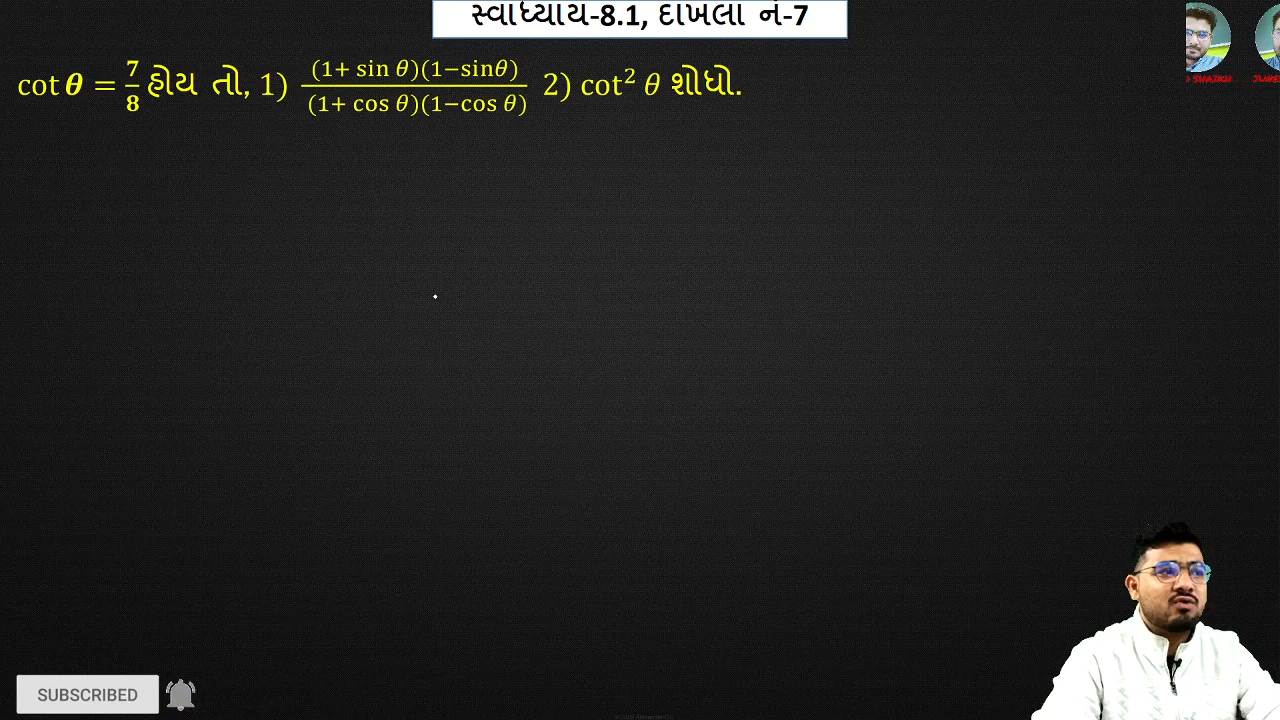 સ્વાધ્યાય-8.1, દાખલા નં-7
cot θ = 7/8 હોય તો, 1) (1+ sin θ)(1−sinθ) / (1+ cos θ)(1−cos θ) 2) cot² θ શોધો.
SHAIKH
SUBSCRIBED